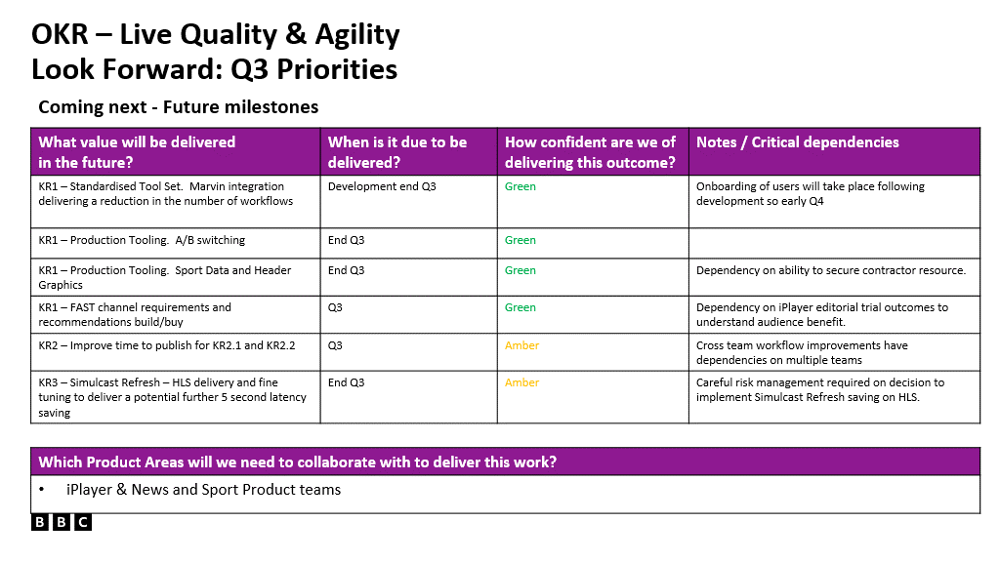 OKR – Live Quality & Agility
Look Forward: Q3 Priorities
Coming next - Future milestones
What value will be delivered
in the future?
When is it due to be
delivered?
How confident are we of
delivering this outcome?
Notes / Critical dependencies
KR1 – Standardised Tool Set.  Marvin integration
delivering a reduction in the number of workflows
Development end Q3
Green
Onboarding of users will take place following
development so early Q4
KR1 – Production Tooling.  A/B switching
End Q3
Green
KR1 – Production Tooling.  Sport Data and Header
Graphics
End Q3
Green
Dependency on ability to secure contractor resource.
KR1 – FAST channel requirements and
recommendations build/buy
Q3
Green
Dependency on iPlayer editorial trial outcomes to
understand audience benefit.
KR2 – Improve time to publish for KR2.1 and KR2.2
Q3
Amber
Cross team workflow improvements have
dependencies on multiple teams
KR3 – Simulcast Refresh – HLS delivery and fine
tuning to deliver a potential further 5 second latency
saving
End Q3
Amber
Careful risk management required on decision to
implement Simulcast Refresh saving on HLS.
Which Product Areas will we need to collaborate with to deliver this work?
• iPlayer & News and Sport Product teams
BBC